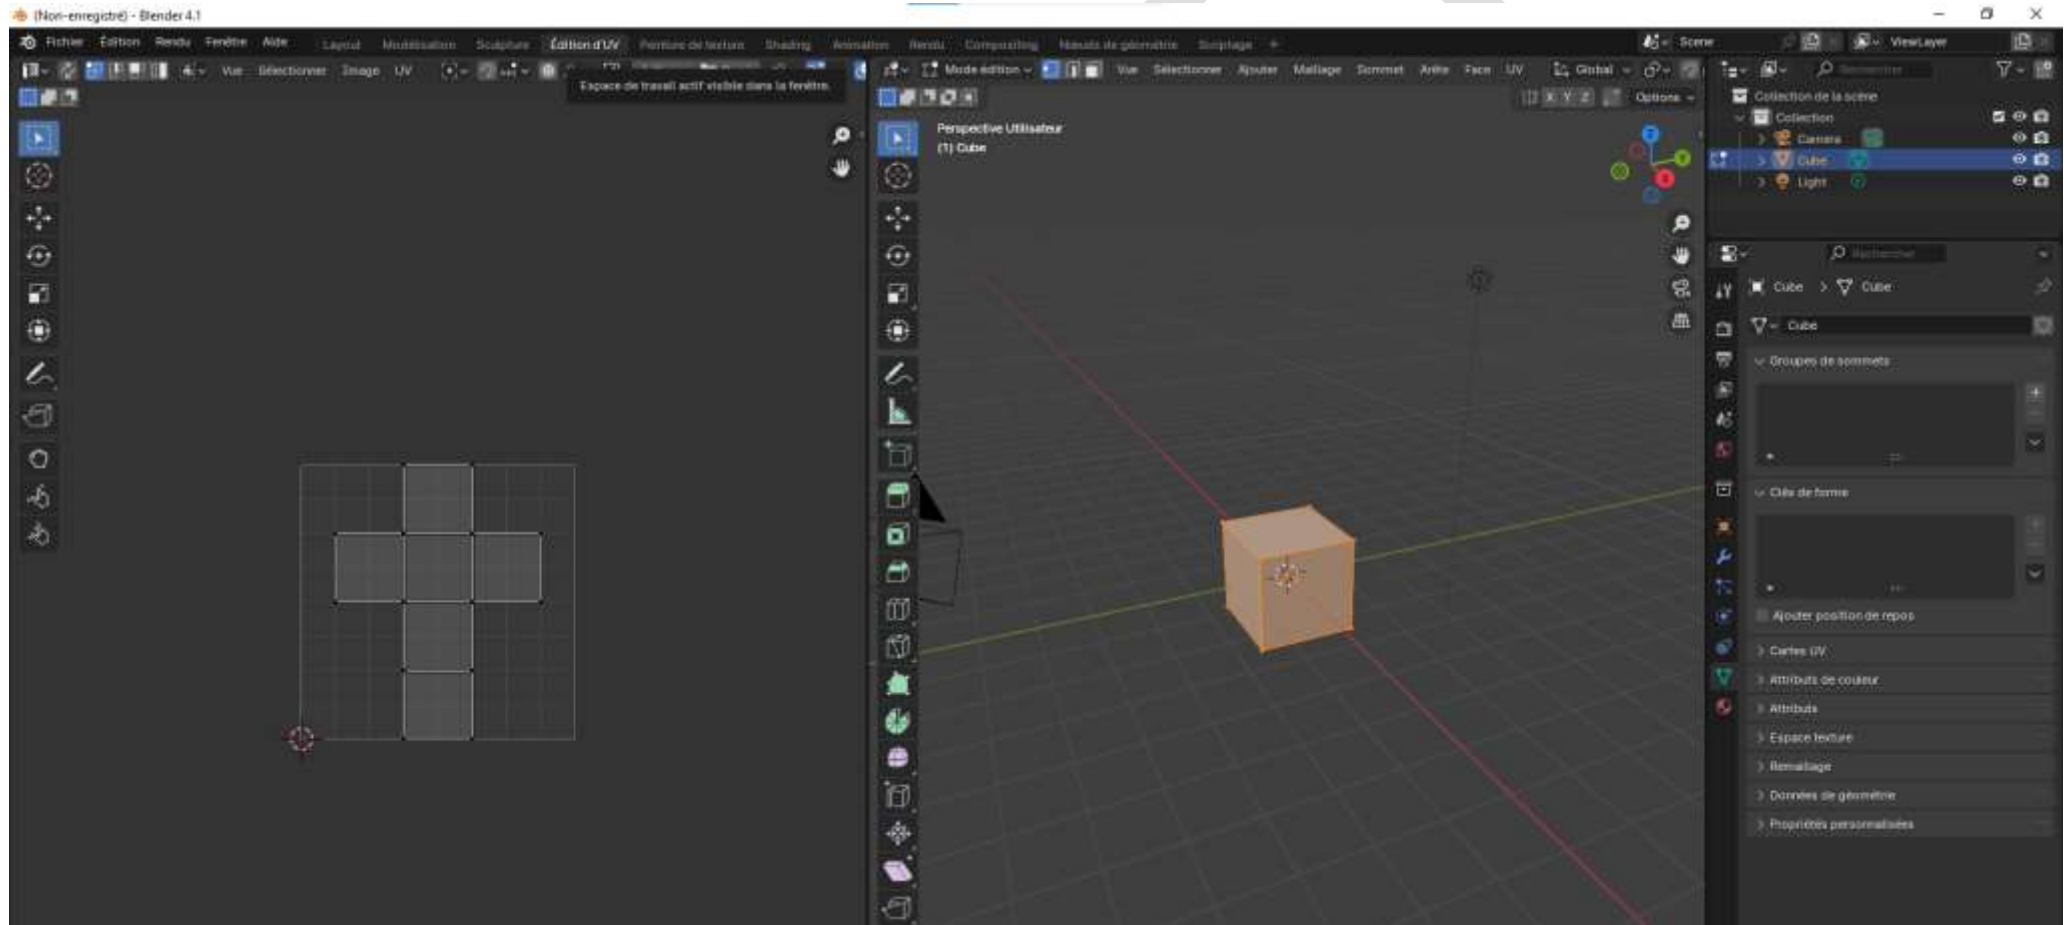 (Non-enregistré) - Blender 4.1
Fichier Édition Rendu Fenêtre Aide Layout Modélisation Sculpture Édition d'UV Peinture de texture Shading Animation Rendu Compositing Nœuds de géométrie Scriptage + Scene ViewLayer
Vue Sélectionner Image UV
Espace de travail actif visible dans la fenêtre.
Mode édition Vue Sélectionner Ajouter Maillage Sommet Arête Face UV Global
X Y Z Options
Perspective Utilisateur
(1) Cube
Rechercher
Collection de la scène
Collection
Camera
Cube
Light
Rechercher
Cube > Cube
Cube
Groupes de sommets
Clés de forme
Ajouter position de repos
Cartes UV
Attributs de couleur
Attributs
Espace texture
Remaillage
Données de géométrie
Propriétés personnalisées